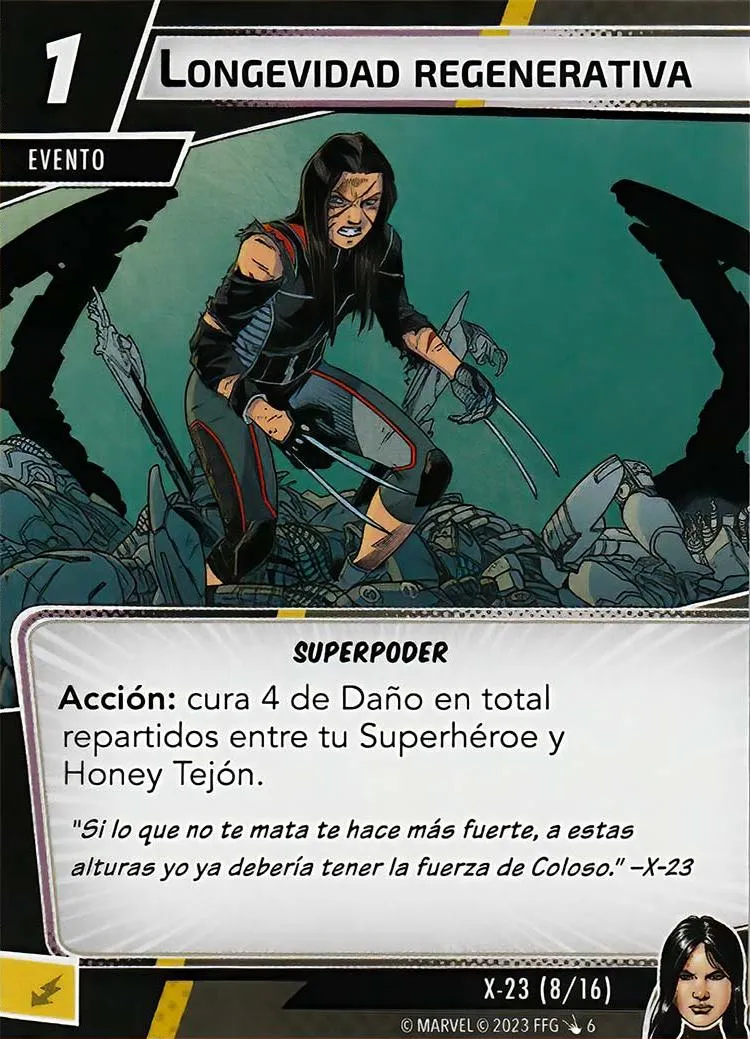 1
LONGEVIDAD REGENERATIVA
EVENTO
SUPERPODER
Acción: cura 4 de Daño en total
repartidos entre tu Superhéroe y
Honey Tejón.
"Si lo que no te mata te hace más fuerte, a estas
alturas yo ya debería tener la fuerza de Coloso." –X-23
X-23 (8/16)
© MARVEL © 2023 FFG 6